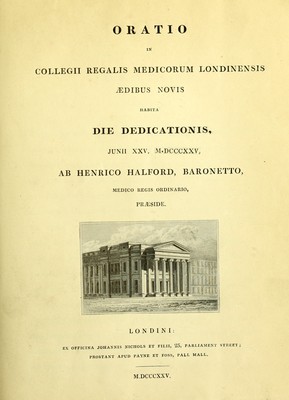 ORATIO
IN
COLLEGII REGALIS MEDICORUM LONDINENSIS
ÆDIBUS NOVIS
HABITA
DIE DEDICATIONIS,
JUNII XXV. M.DCCCXXV,
AB HENRICO HALFORD, BARONETTO,
MEDICO REGIS ORDINARIO,
PRÆSIDE.
LONDINI:
EX OFFICINA JOHANNIS NICHOLS ET FILII, 25, PARLIAMENT STREET;
PROSTANT APUD PAYNE ET FOSS, PALL MALL.
M.DCCCXXV.